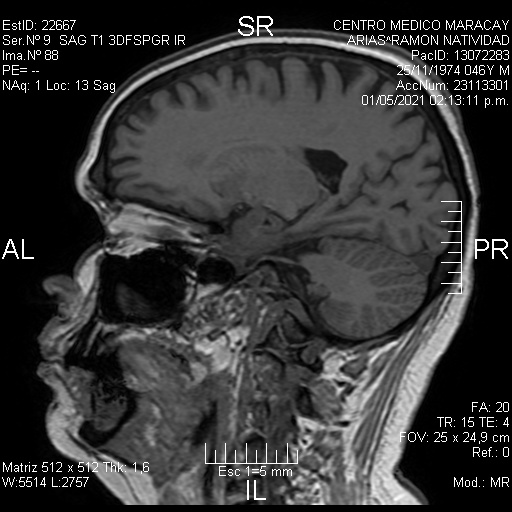 EstID: 22667
Ser.Nº 9 SAG T1 3DFSPGR IR
Ima.Nº 88
PE= --
NAq: 1 Loc: 13 Sag
SR
CENTRO MEDICO MARACAY
ARIAS^RAMON NATIVIDAD
PacID: 13072283
25/11/1974 046Y M
AccNum: 23113301
01/05/2021 02:13:11 p.m.
AL
PR
FA: 20
TR: 15 TE: 4
FOV: 25 x 24,9 cm
Ref.: 0
Mod.: MR
Matriz 512 x 512 Thk: 1,6
W:5514 L:2757
Esc 1=5 mm
IL